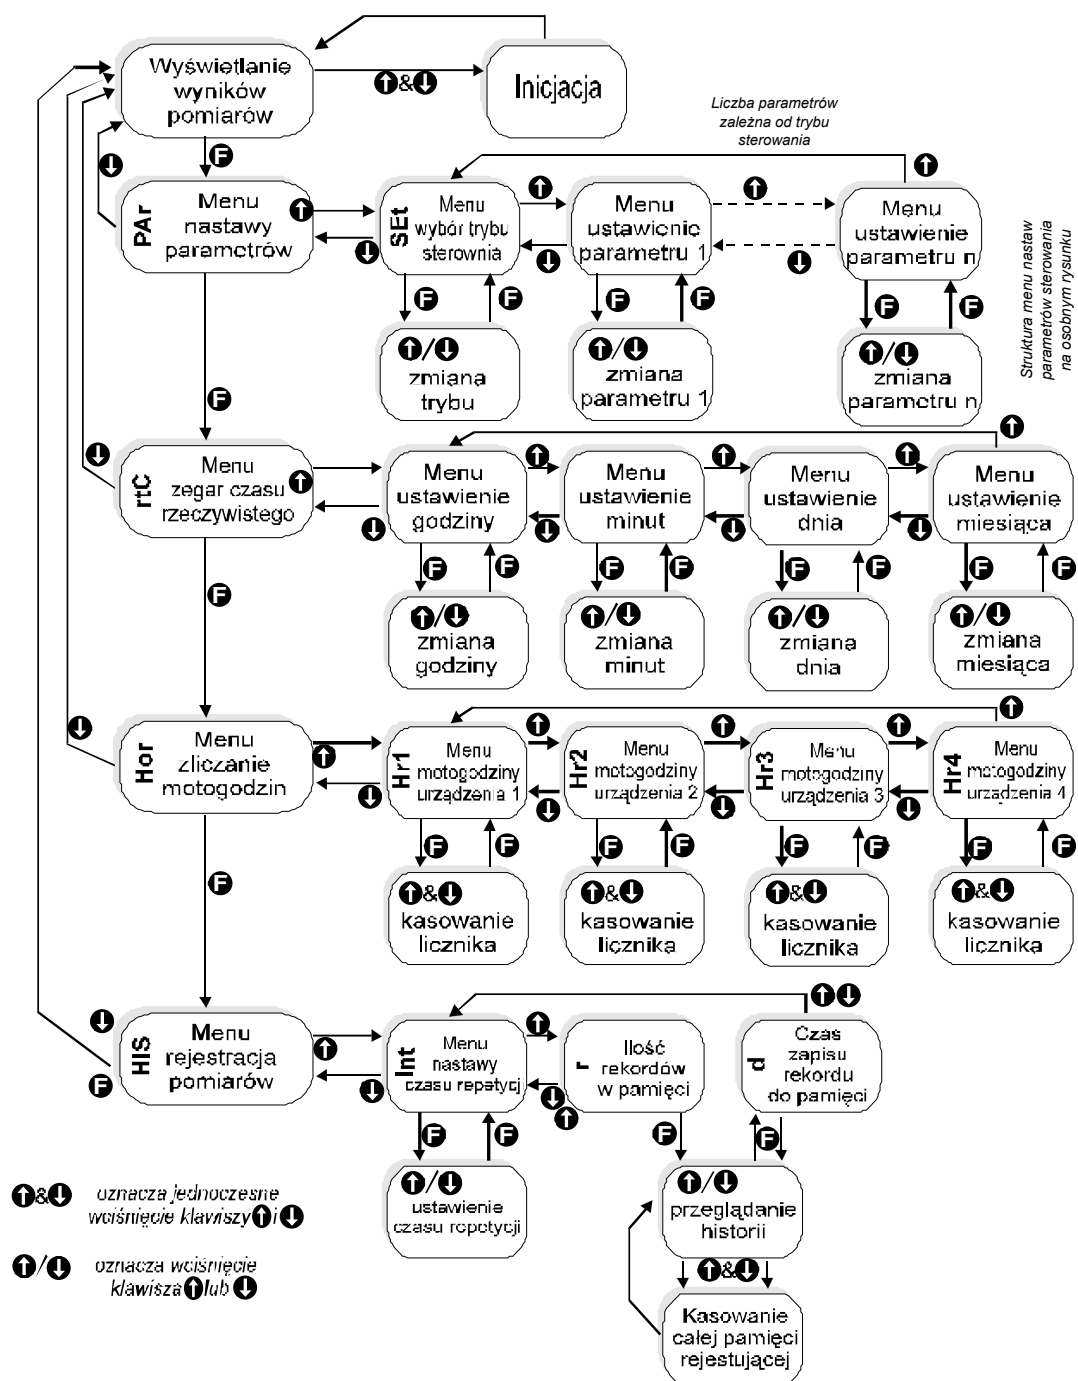 Wyświetlanie
wyników
pomiarów
⬆&⬇
Inicjacja
Liczba parametrów
zależna od trybu
sterowania
F
⬇
PAr
Menu
nastawy
parametrów
⬆
⬇
SEt
Menu
wybór trybu
sterownia
⬆
⬇
Menu
ustawienie
parametru 1
⬆
⬇
Menu
ustawienie
parametru n
⬆
Struktura menu nastaw
parametrów sterowania
na osobnym rysunku
F
F
F
F
F
F
⬆/⬇
zmiana
trybu
⬆/⬇
zmiana
parametru 1
⬆/⬇
zmiana
parametru n
F
⬇
rtC
Menu
zegar czasu
rzeczywistego
⬆
⬇
Menu
ustawienie
godziny
⬆
⬇
Menu
ustawienie
minut
⬆
⬇
Menu
ustawienie
dnia
⬆
⬇
Menu
ustawienie
miesiąca
⬆
F
F
F
F
F
F
F
F
⬆/⬇
zmiana
godziny
⬆/⬇
zmiana
minut
⬆/⬇
zmiana
dnia
⬆/⬇
zmiana
miesiąca
F
⬇
Hor
Menu
zliczanie
motogodzin
⬆
⬇
Hr1
Menu
motogodziny
urządzenia 1
⬆
⬇
Hr2
Menu
motogodziny
urządzenia 2
⬆
⬇
Hr3
Menu
motogodziny
urządzenia 3
⬆
⬇
Hr4
Menu
motogodziny
urządzenia 4
⬆
F
F
F
F
F
F
F
F
⬆&⬇
kasowanie
licznika
⬆&⬇
kasowanie
licznika
⬆&⬇
kasowanie
licznika
⬆&⬇
kasowanie
licznika
F
⬇
F
HIS
Menu
rejestracja
pomiarów
⬆
⬇
Int
Menu
nastawy
czasu repetycji
⬆
⬇
⬆
r
Ilość
rekordów
w pamięci
⬆⬇
d
Czas
zapisu
rekordu
do pamięci
F
F
F
F
⬆/⬇
ustawienie
czasu repetycji
⬆/⬇
przeglądanie
historii
⬆&⬇
Kasowanie
całej pamięci
rejestującej
⬆&⬇ oznacza jednoczesne
wciśnięcie klawiszy ⬆ i ⬇
⬆/⬇ oznacza wciśnięcie
klawisza ⬆ lub ⬇